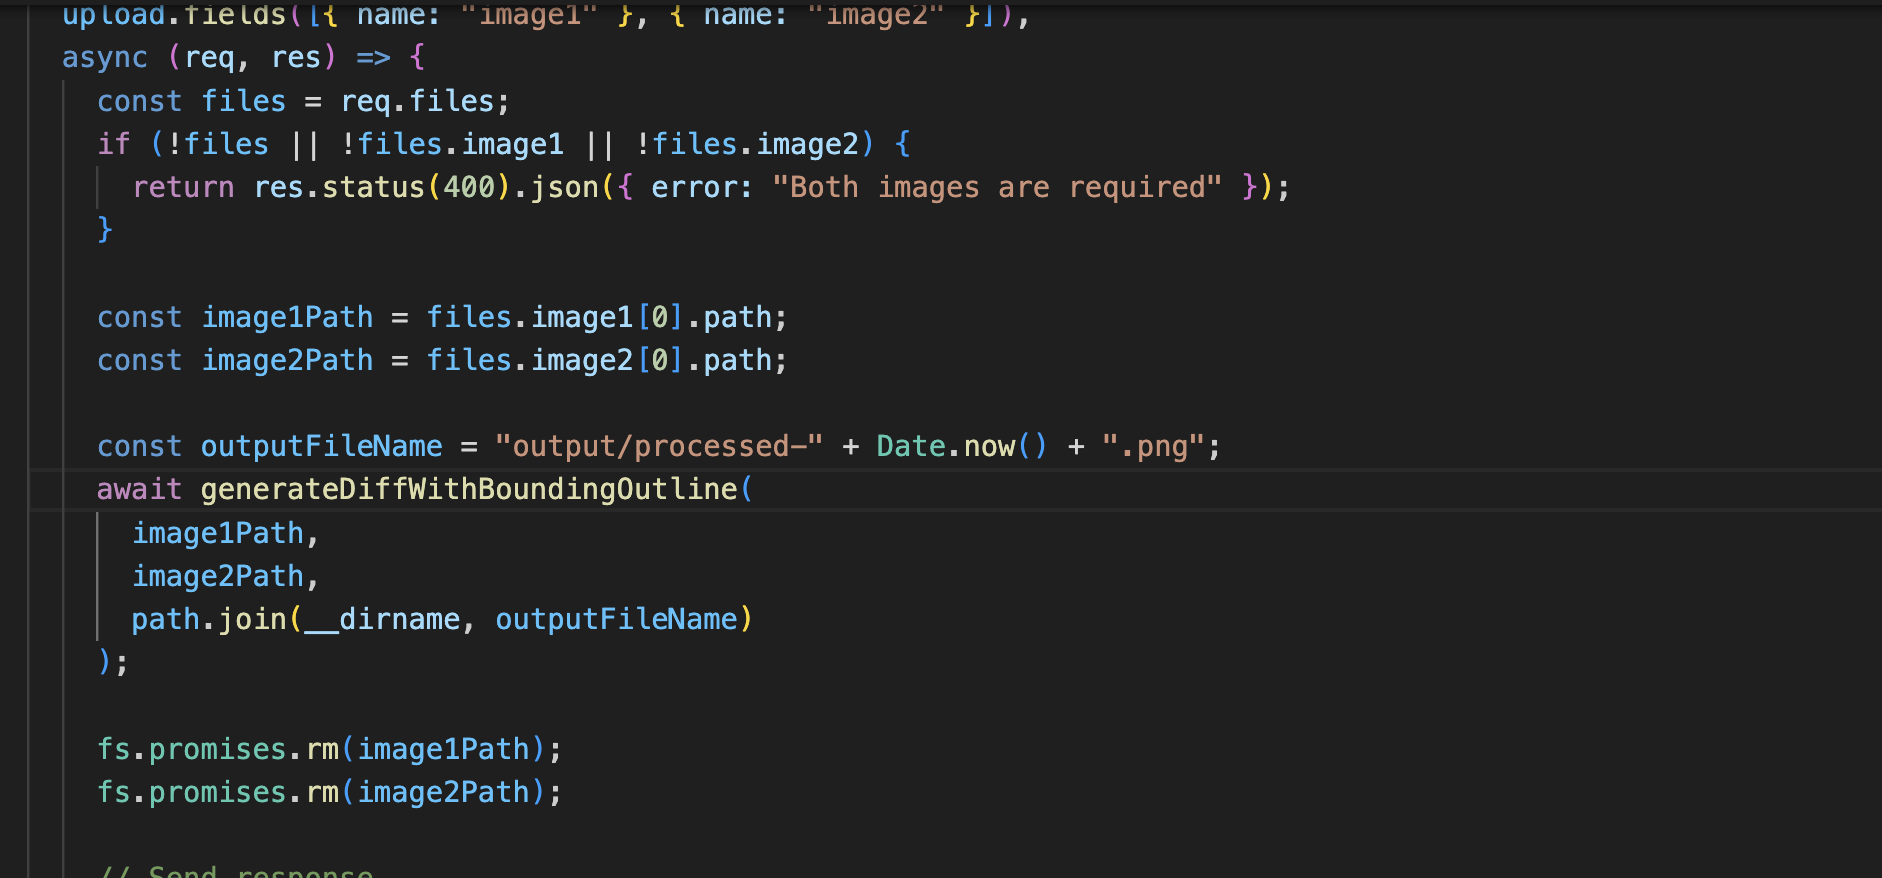 upload.fields([{ name: "image1" }, { name: "image2" }]),
async (req, res) => {
const files = req.files;
if (!files || !files.image1 || !files.image2) {
return res.status(400).json({ error: "Both images are required" });
}
const image1Path = files.image1[0].path;
const image2Path = files.image2[0].path;
const outputFileName = "output/processed-" + Date.now() + ".png";
await generateDiffWithBoundingOutline(
image1Path,
image2Path,
path.join(__dirname, outputFileName)
);
fs.promises.rm(image1Path);
fs.promises.rm(image2Path);
// Send response